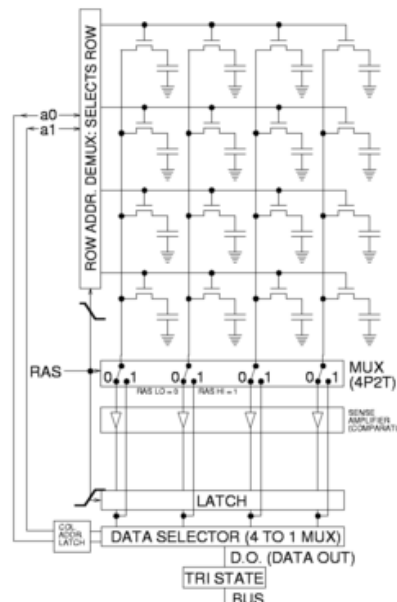 ROW ADDR. DEMUX: SELECTS ROW
a0
a1
RAS
0 1 0 1 0 1 0 1
MUX
(4P2T)
RAS LO = 0
RAS HI = 1
SENSE
AMPLIFIER
(COMPARAT
LATCH
COL.
ADDR.
LATCH
DATA SELECTOR (4 TO 1 MUX)
D.O. (DATA OUT)
TRI STATE
BUS